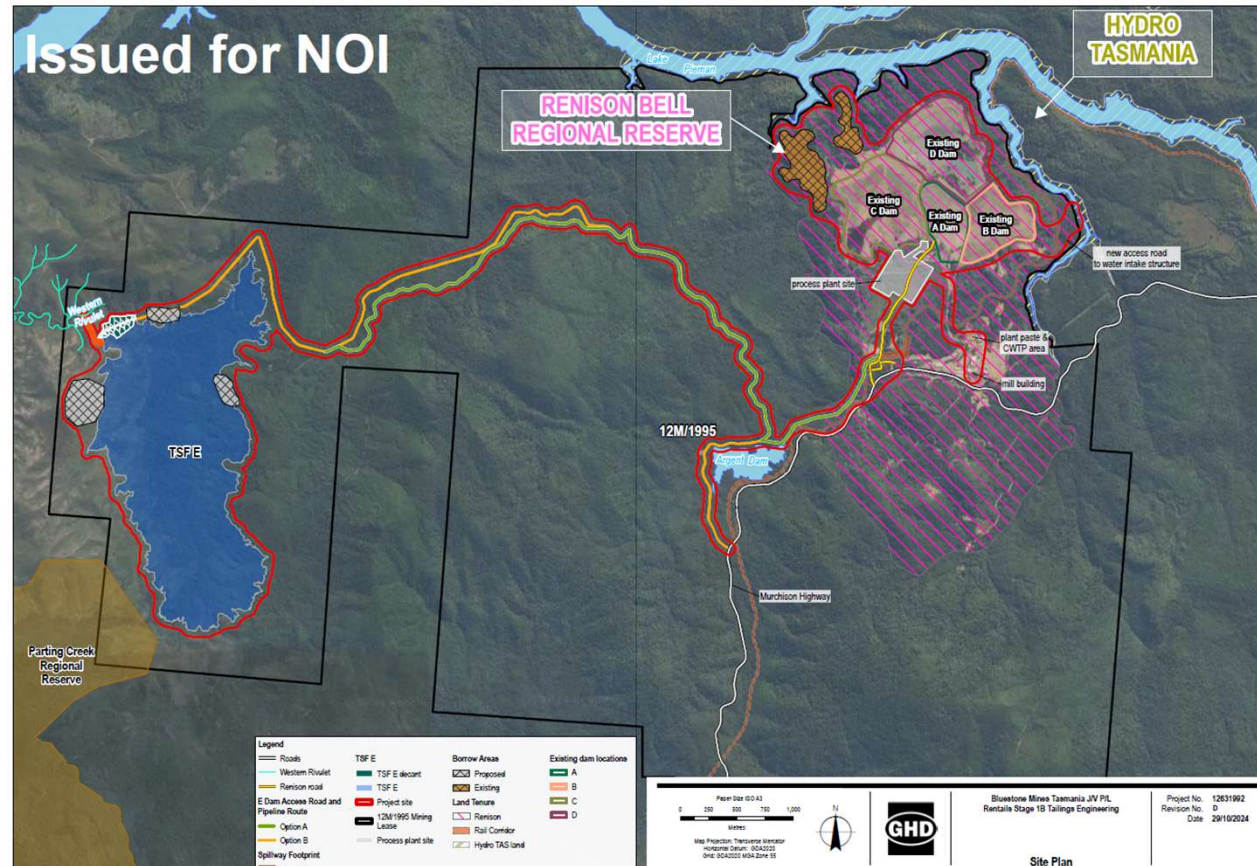 Issued for NOI
HYDRO
TASMANIA
Lake
Pieman
RENISON BELL
REGIONAL RESERVE
Existing
D Dam
Existing
C Dam
Existing
A Dam
Existing
B Dam
new access road
to water intake structure
process plant site
Western
Rivulet
plant paste &
CWTP area
mill building
TSF E
12M/1995
Argent Dam
Murchison Highway
Parting Creek
Regional
Reserve
Legend
Roads
Western Rivulet
Renison road
E Dam Access Road and
Pipeline Route
Option A
Option B
Spillway Footprint
TSF E
TSF E decant
TSF E
Project site
12M/1995 Mining
Lease
Process plant site
Borrow Areas
Proposed
Existing
Land Tenure
Renison
Rail Corridor
Hydro TAS land
Existing dam locations
A
B
C
D
Paper Size ISO A3
0 250 500 750 1,000
Metres
Map Projection: Transverse Mercator
Horizontal Datum: GDA2020
Grid: GDA2020 MGA Zone 55
N
GHD
Bluestone Mines Tasmania J/V P/L
Rentails Stage 1B Tailings Engineering
Site Plan
Project No. 12631992
Revision No. D
Date 29/10/2024